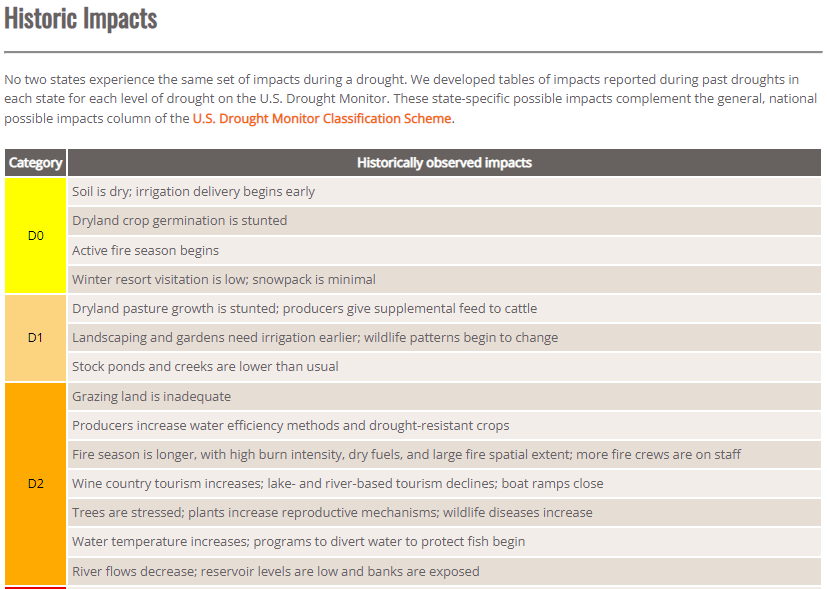 Historic Impacts
No two states experience the same set of impacts during a drought. We developed tables of impacts reported during past droughts in
each state for each level of drought on the U.S. Drought Monitor. These state-specific possible impacts complement the general, national
possible impacts column of the U.S. Drought Monitor Classification Scheme.
Category Historically observed impacts
D0
Soil is dry; irrigation delivery begins early
Dryland crop germination is stunted
Active fire season begins
Winter resort visitation is low; snowpack is minimal
D1
Dryland pasture growth is stunted; producers give supplemental feed to cattle
Landscaping and gardens need irrigation earlier; wildlife patterns begin to change
Stock ponds and creeks are lower than usual
D2
Grazing land is inadequate
Producers increase water efficiency methods and drought-resistant crops
Fire season is longer, with high burn intensity, dry fuels, and large fire spatial extent; more fire crews are on staff
Wine country tourism increases; lake- and river-based tourism declines; boat ramps close
Trees are stressed; plants increase reproductive mechanisms; wildlife diseases increase
Water temperature increases; programs to divert water to protect fish begin
River flows decrease; reservoir levels are low and banks are exposed